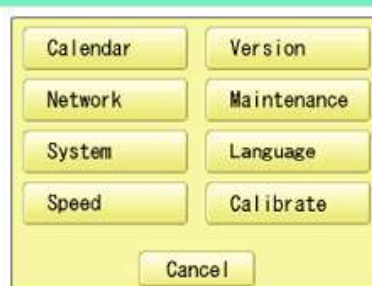 Calendar Version
Network Maintenance
System Language
Speed Calibrate
Cancel